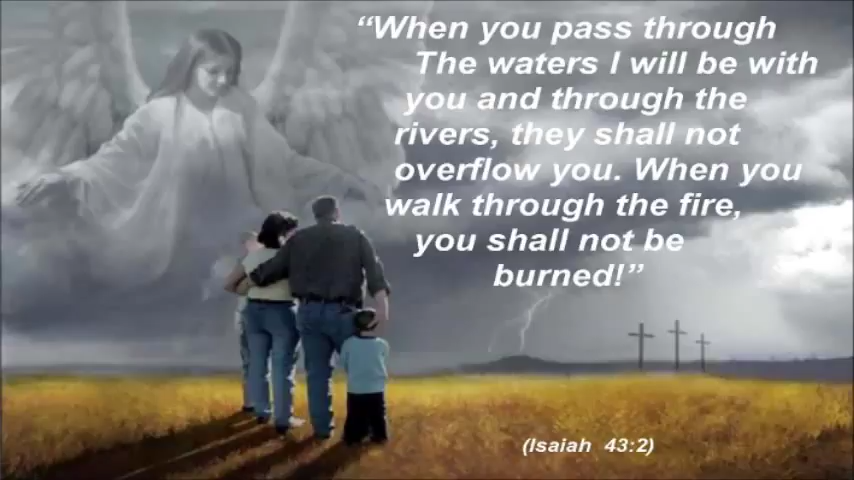 “When you pass through
The waters I will be with
you and through the
rivers, they shall not
overflow you. When you
walk through the fire,
you shall not be
burned!”
(Isaiah 43:2)